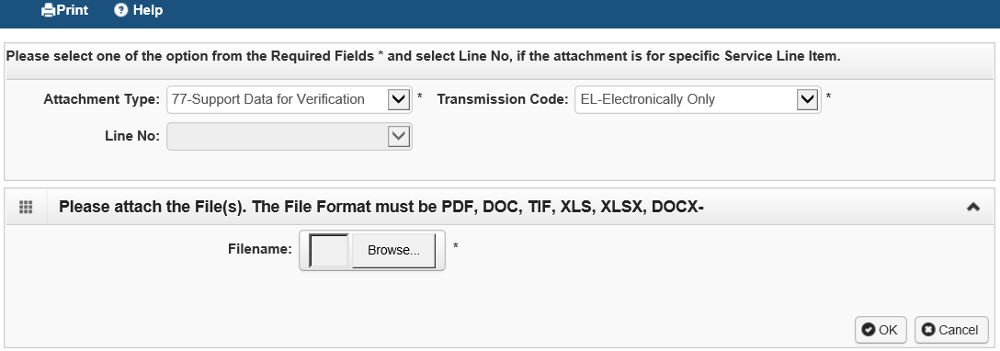 Print Help
Please select one of the option from the Required Fields * and select Line No, if the attachment is for specific Service Line Item.
Attachment Type: 77-Support Data for Verification * Transmission Code: EL-Electronically Only *
Line No:
Please attach the File(s). The File Format must be PDF, DOC, TIF, XLS, XLSX, DOCX-
Filename: Browse... *
OK Cancel